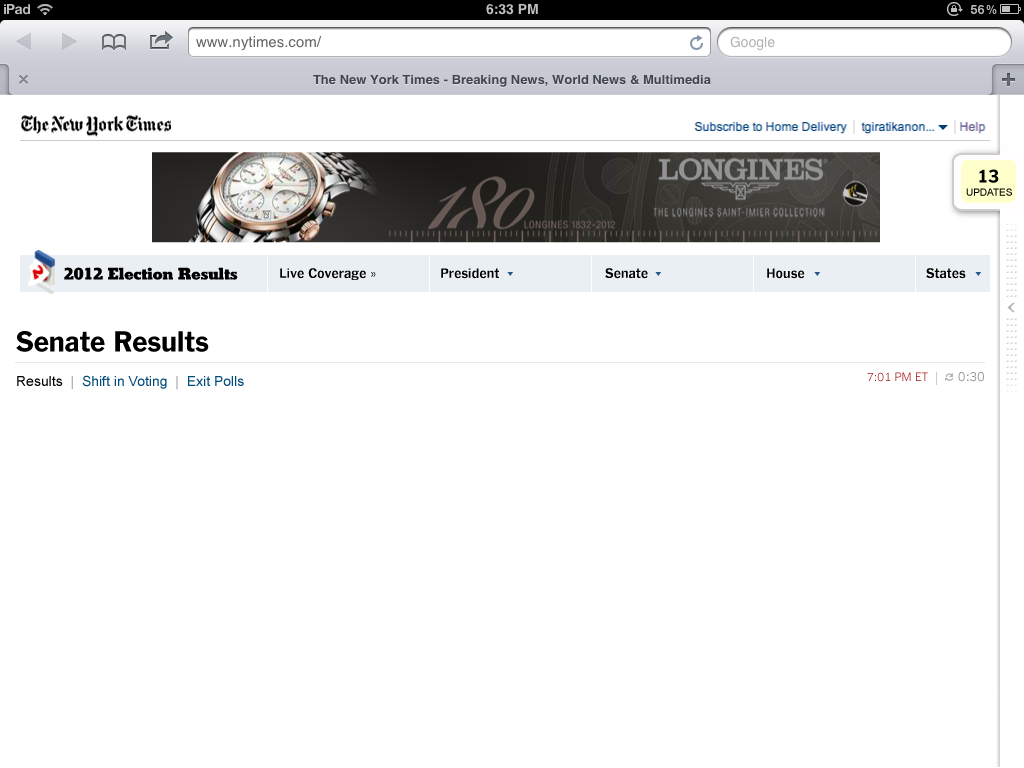 iPad 6:33 PM 56%
www.nytimes.com/ Google
The New York Times - Breaking News, World News & Multimedia
The New York Times Subscribe to Home Delivery tgiratikanon... Help
LONGINES
180 LONGINES 1832-2012 THE LONGINES SAINT-IMIER COLLECTION
13
UPDATES
2012 Election Results Live Coverage » President Senate House States
Senate Results
Results | Shift in Voting | Exit Polls 7:01 PM ET | 0:30